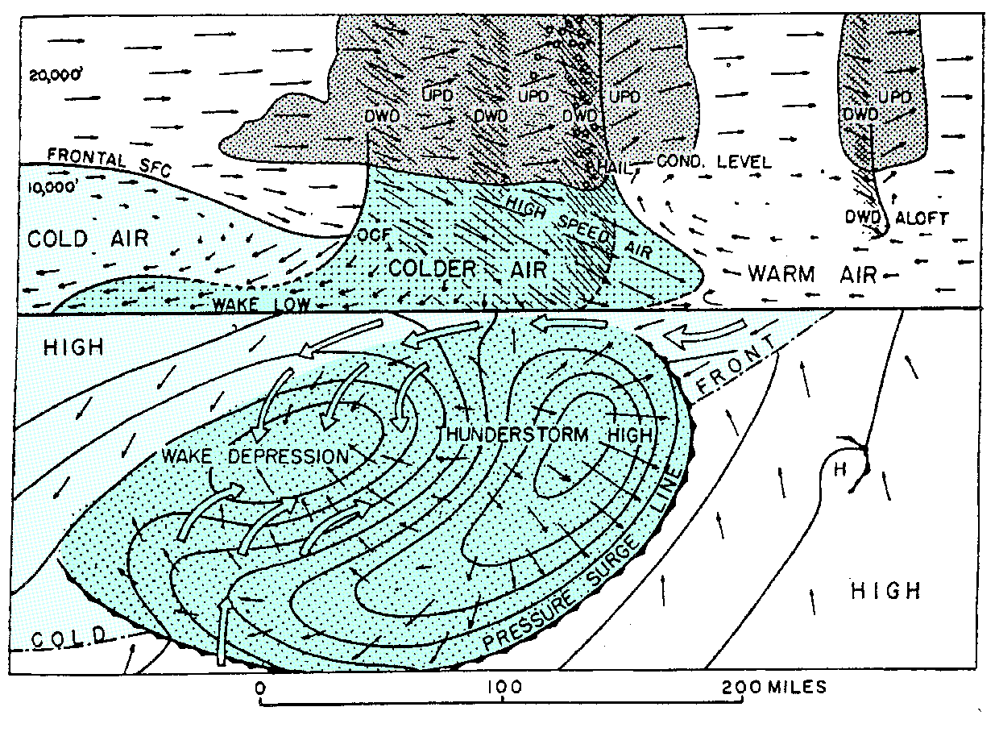 20,000'
UPD
UPD
UPD
UPD
DWD
DWD
DWD
DWD
FRONTAL SFC
HAIL
COND. LEVEL
10,000'
HIGH SPEED AIR
DWD ALOFT
COLD AIR
OCF
COLDER AIR
WARM AIR
WAKE LOW
HIGH
FRONT
THUNDERSTORM HIGH
WAKE DEPRESSION
H
PRESSURE SURGE LINE
HIGH
COLD
0 100 200 MILES